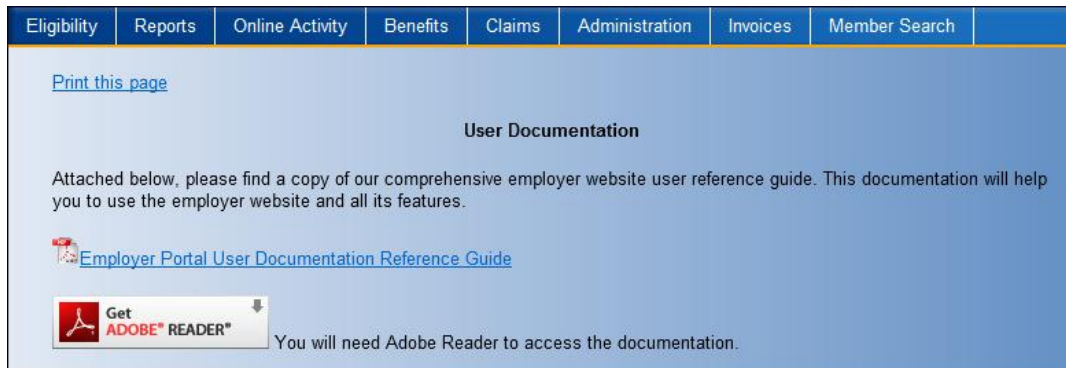 Eligibility Reports Online Activity Benefits Claims Administration Invoices Member Search
Print this page
User Documentation
Attached below, please find a copy of our comprehensive employer website user reference guide. This documentation will help
you to use the employer website and all its features.
Employer Portal User Documentation Reference Guide
Get
ADOBE® READER®
You will need Adobe Reader to access the documentation.